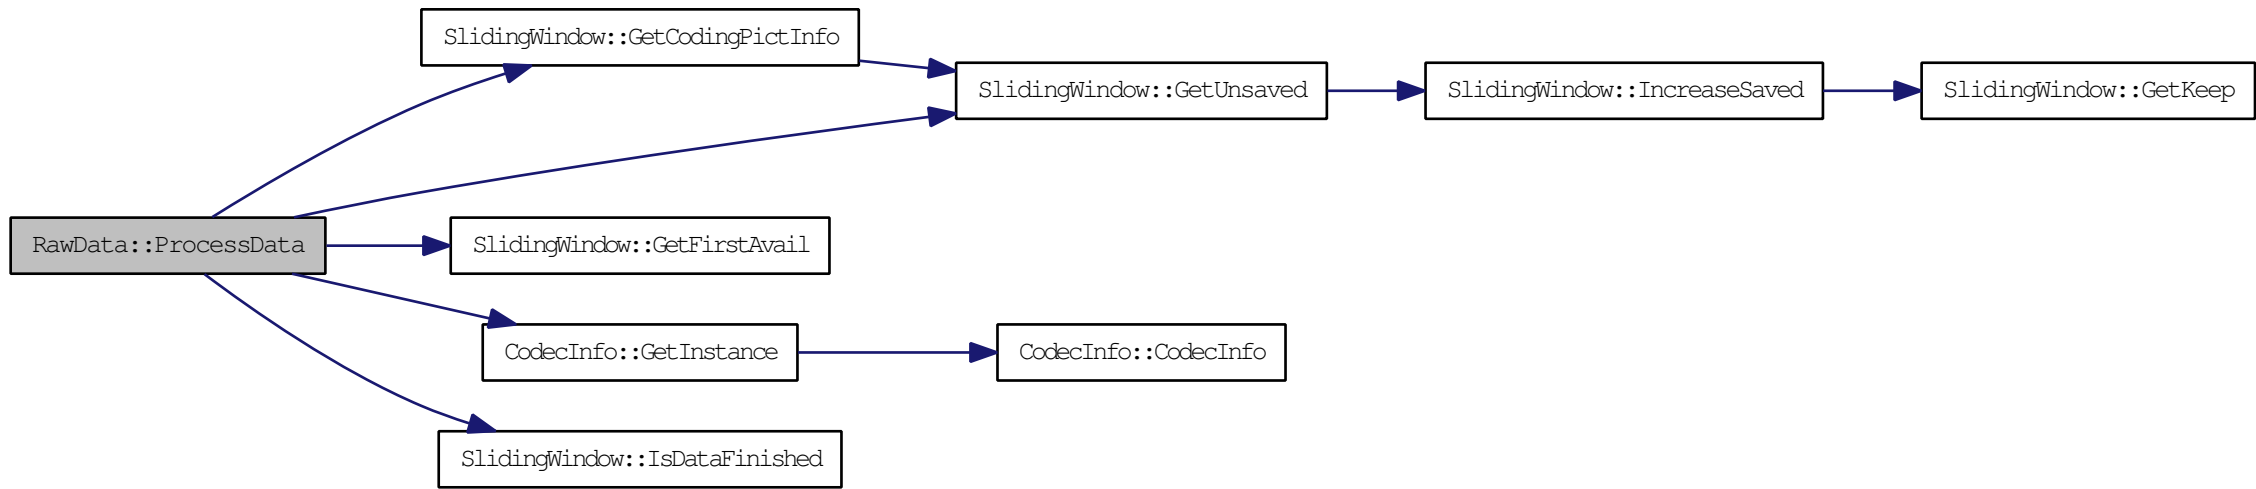 SlidingWindow::GetCodingPictInfo
SlidingWindow::GetUnsaved
SlidingWindow::IncreaseSaved
SlidingWindow::GetKeep
RawData::ProcessData
SlidingWindow::GetFirstAvail
CodecInfo::GetInstance
CodecInfo::CodecInfo
SlidingWindow::IsDataFinished